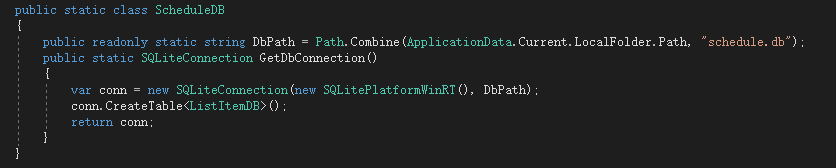 public static class ScheduleDB
{
public readonly static string DbPath = Path.Combine(ApplicationData.Current.LocalFolder.Path, "schedule.db");
public static SQLiteConnection GetDbConnection()
{
var conn = new SQLiteConnection(new SQLitePlatformWinRT(), DbPath);
conn.CreateTable<ListItemDB>();
return conn;
}
}